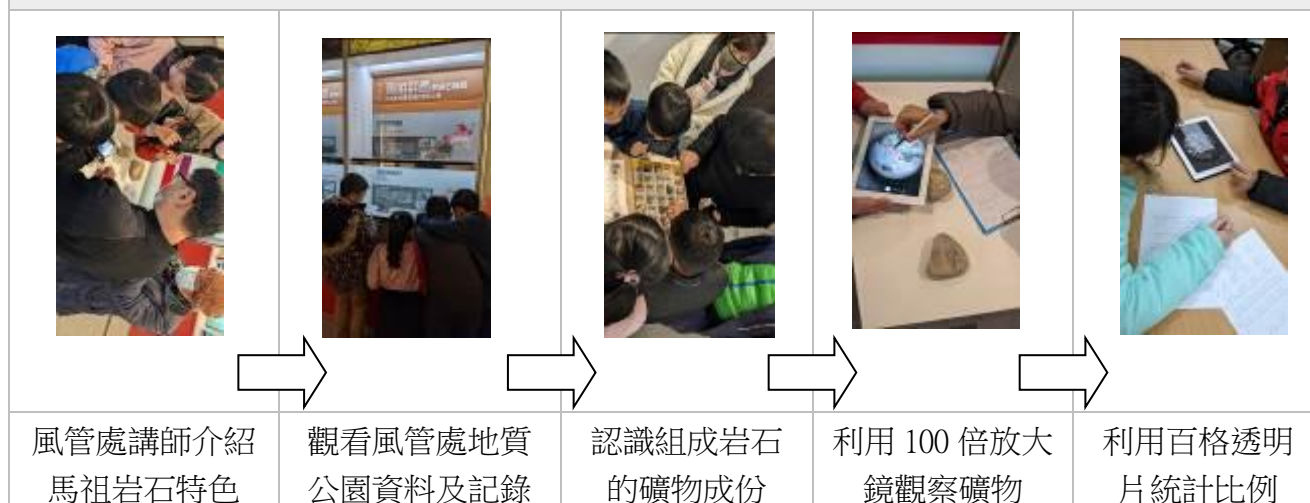 風管處講師介紹
馬祖岩石特色
觀看風管處地質
公園資料及記錄
認識組成岩石
的礦物成份
利用 100 倍放大
鏡觀察礦物
利用百格透明
片統計比例